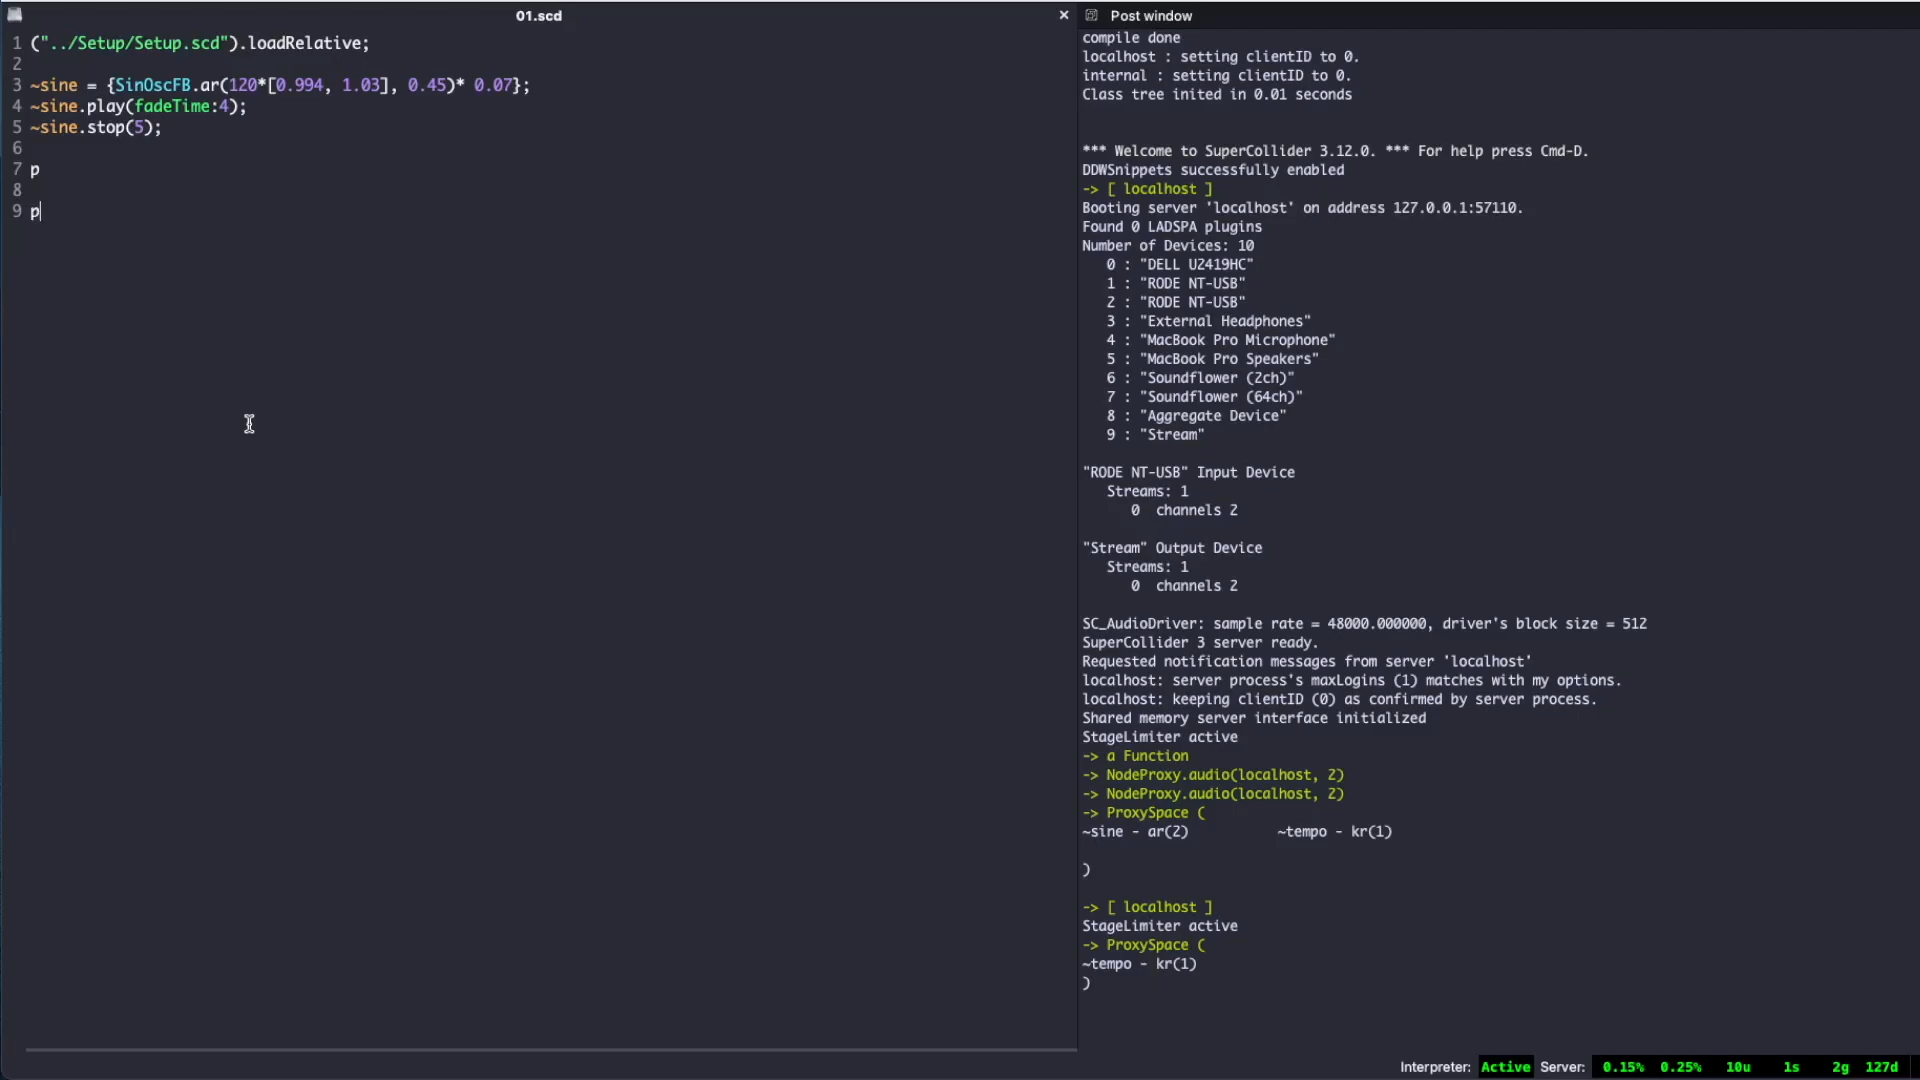 01.scd
1 ("../Setup/Setup.scd").loadRelative;
2
3 ~sine = {SinOscFB.ar(120*[0.994, 1.03], 0.45)* 0.07};
4 ~sine.play(fadeTime:4);
5 ~sine.stop(5);
6
7 p
8
9 p
Post window
compile done
localhost : setting clientID to 0.
internal : setting clientID to 0.
Class tree inited in 0.01 seconds
*** Welcome to SuperCollider 3.12.0. *** For help press Cmd-D.
DDWSnippets successfully enabled
-> [ localhost ]
Booting server 'localhost' on address 127.0.0.1:57110.
Found 0 LADSPA plugins
Number of Devices: 10
0 : "DELL U2419HC"
1 : "RODE NT-USB"
2 : "RODE NT-USB"
3 : "External Headphones"
4 : "MacBook Pro Microphone"
5 : "MacBook Pro Speakers"
6 : "Soundflower (2ch)"
7 : "Soundflower (64ch)"
8 : "Aggregate Device"
9 : "Stream"
"RODE NT-USB" Input Device
Streams: 1
0 channels 2
"Stream" Output Device
Streams: 1
0 channels 2
SC_AudioDriver: sample rate = 48000.000000, driver's block size = 512
SuperCollider 3 server ready.
Requested notification messages from server 'localhost'
localhost: server process's maxLogins (1) matches with my options.
localhost: keeping clientID (0) as confirmed by server process.
Shared memory server interface initialized
StageLimiter active
-> a Function
-> NodeProxy.audio(localhost, 2)
-> NodeProxy.audio(localhost, 2)
-> ProxySpace (
~sine - ar(2) ~tempo - kr(1)
)
-> [ localhost ]
StageLimiter active
-> ProxySpace (
~tempo - kr(1)
)
Interpreter: Active Server: 0.15% 0.25% 10u 1s 2g 127d